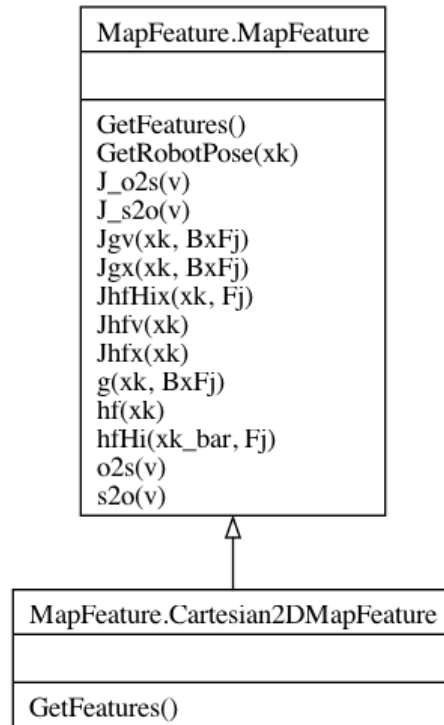 MapFeature.MapFeature
GetFeatures()
GetRobotPose(xk)
J_o2s(v)
J_s2o(v)
Jgv(xk, BxFj)
Jgx(xk, BxFj)
JhfHix(xk, Fj)
Jhfv(xk)
Jhfx(xk)
g(xk, BxFj)
hf(xk)
hfHi(xk_bar, Fj)
o2s(v)
s2o(v)
MapFeature.Cartesian2DMapFeature
GetFeatures()